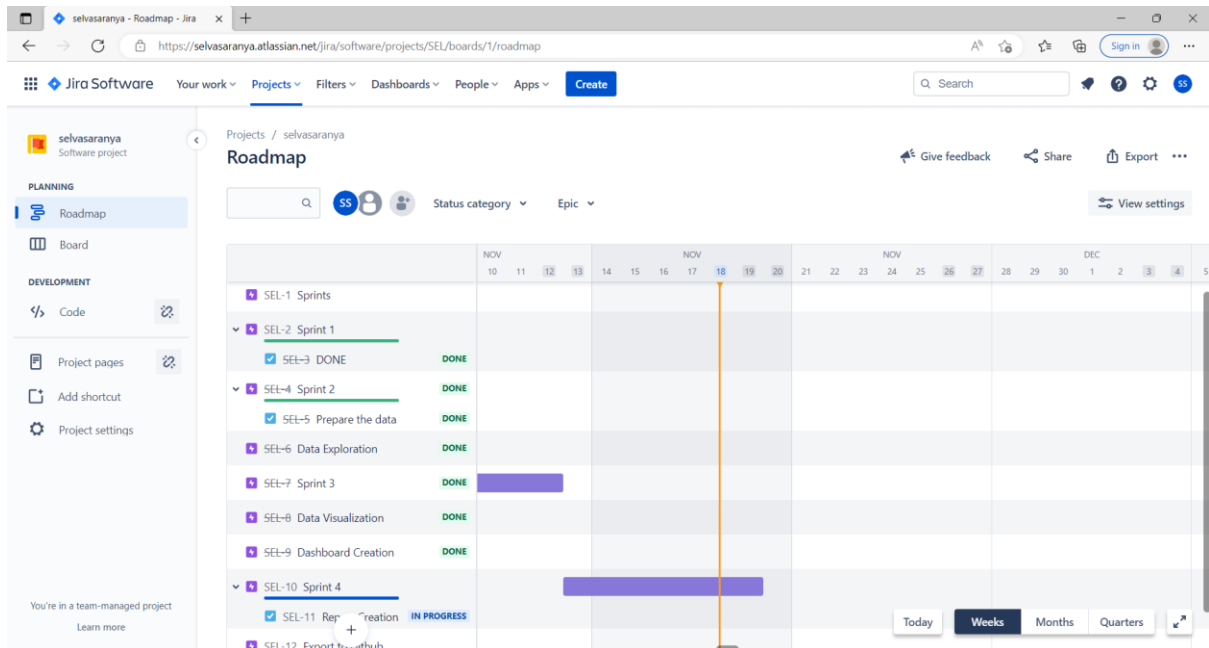 selvasaranya - Roadmap - Jira
https://selvasaranya.atlassian.net/jira/software/projects/SEL/boards/1/roadmap
Sign in
Jira Software Your work Projects Filters Dashboards People Apps Create
Search
SS
selvasaranya
Software project
PLANNING
Roadmap
Board
DEVELOPMENT
Code
Project pages
Add shortcut
Project settings
You're in a team-managed project
Learn more
Projects / selvasaranya
Roadmap
Give feedback Share Export
SS Status category Epic View settings
NOV NOV NOV DEC
10 11 12 13 14 15 16 17 18 19 20 21 22 23 24 25 26 27 28 29 30 1 2 3 4 5
SEL-1 Sprints
SEL-2 Sprint 1
SEL-3 DONE DONE
SEL-4 Sprint 2 DONE
SEL-5 Prepare the data DONE
SEL-6 Data Exploration DONE
SEL-7 Sprint 3 DONE
SEL-8 Data Visualization DONE
SEL-9 Dashboard Creation DONE
SEL-10 Sprint 4
SEL-11 IN PROGRESS
SEL-12 Export
Today Weeks Months Quarters